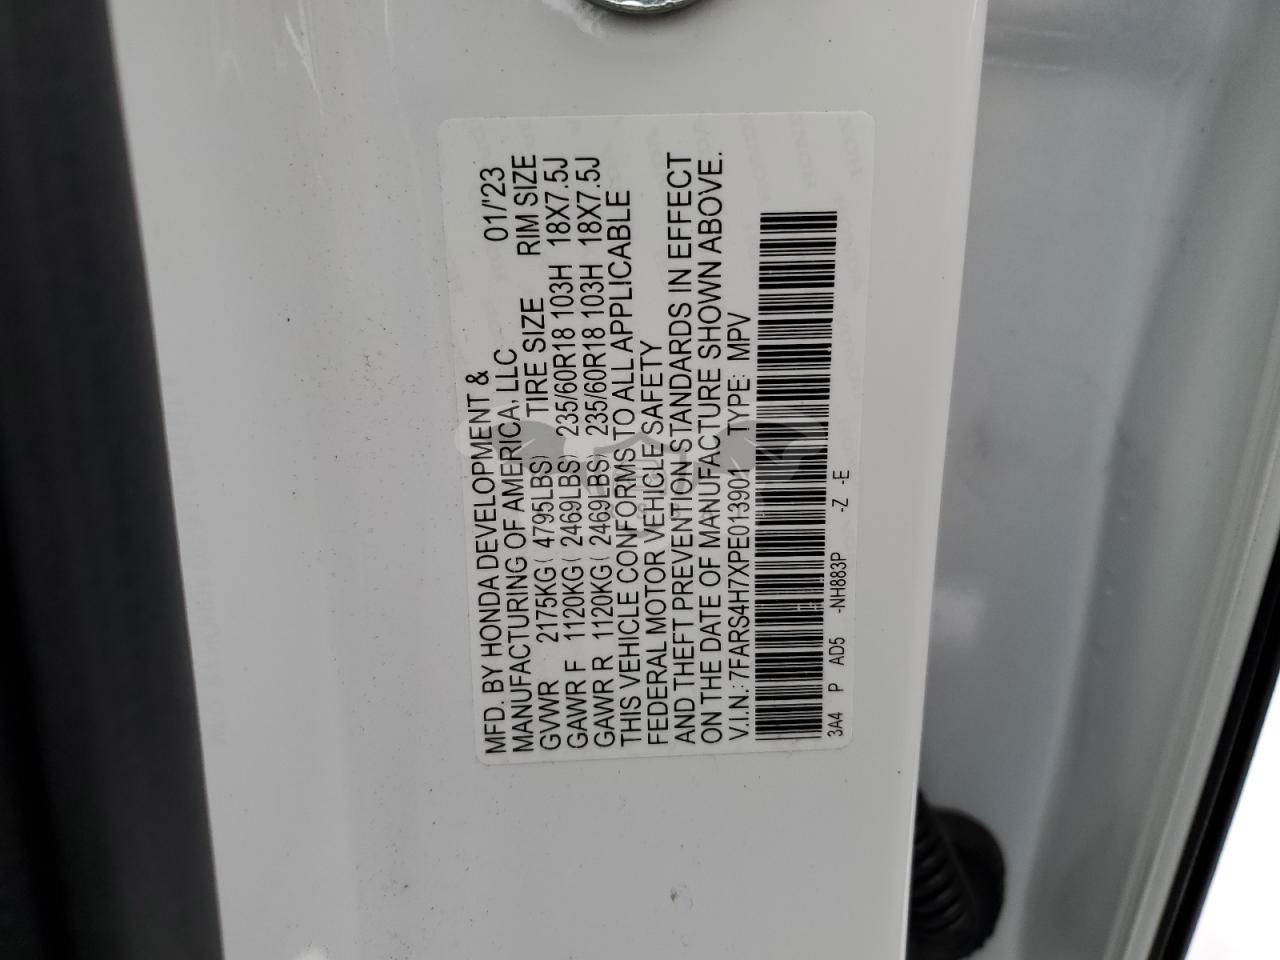 MFD. BY HONDA DEVELOPMENT &
MANUFACTURING OF AMERICA, LLC 01/'23
GVWR 2175KG( 4795LBS) TIRE SIZE RIM SIZE
GAWR F 1120KG( 2469LBS) 235/60R18 103H 18X7.5J
GAWR R 1120KG( 2469LBS) 235/60R18 103H 18X7.5J
THIS VEHICLE CONFORMS TO ALL APPLICABLE
FEDERAL MOTOR VEHICLE SAFETY
AND THEFT PREVENTION STANDARDS IN EFFECT
ON THE DATE OF MANUFACTURE SHOWN ABOVE.
V.I.N.: 7FARS4H7XPE013901 TYPE: MPV
3A4 P AD5 -NH883P -Z -E